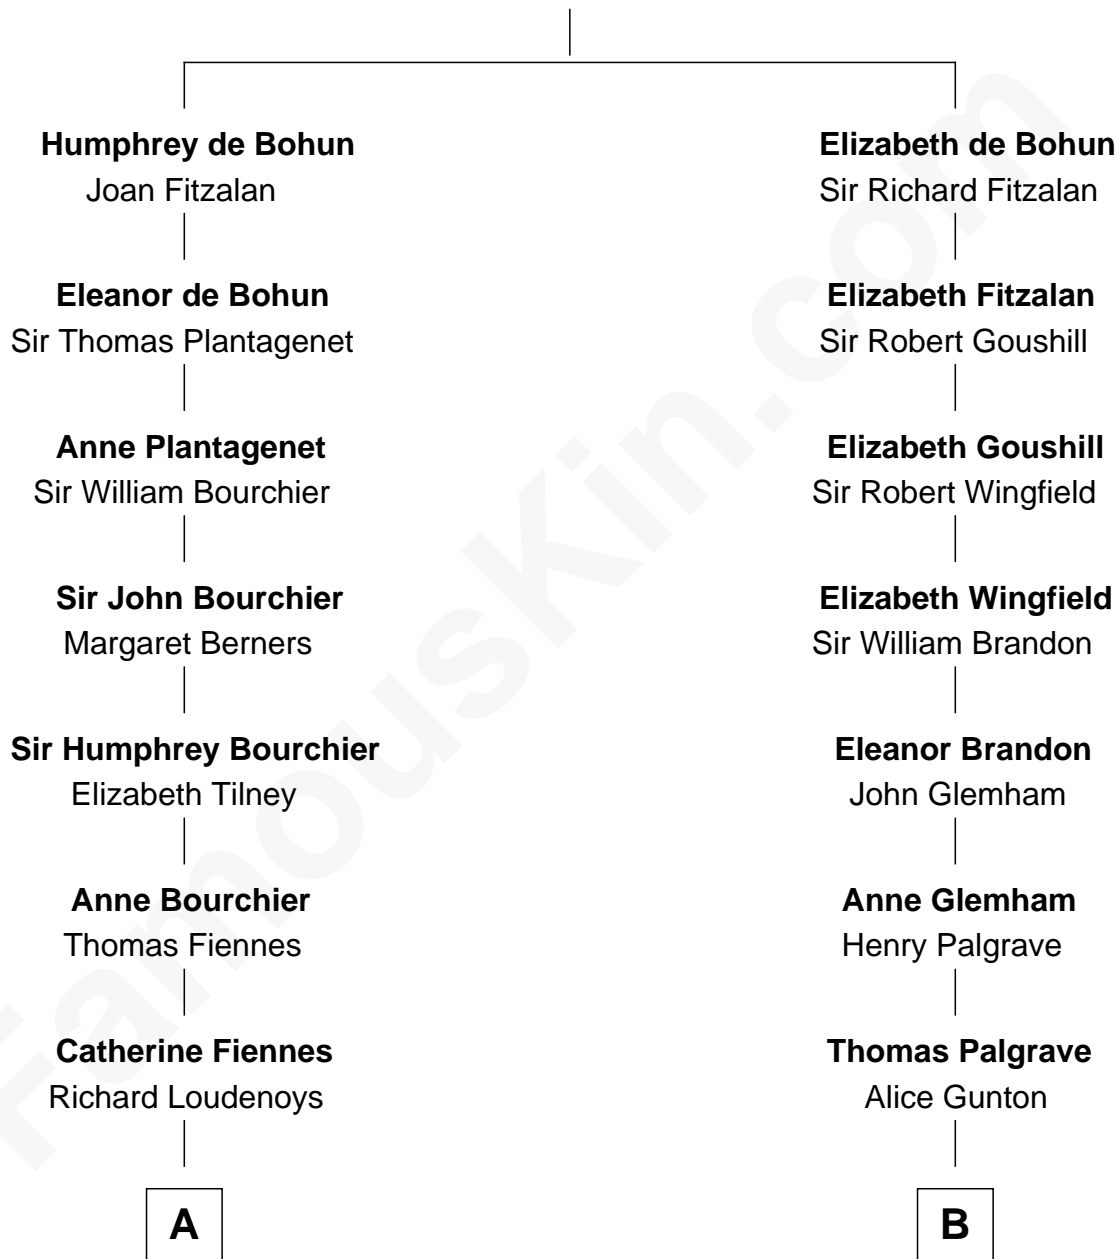 Humphrey de Bohun
Joan Fitzalan
Eleanor de Bohun
Sir Thomas Plantagenet
Anne Plantagenet
Sir William Bourchier
Sir John Bourchier
Margaret Berners
Sir Humphrey Bourchier
Elizabeth Tilney
Anne Bourchier
Thomas Fiennes
Catherine Fiennes
Richard Loudenoys
A
Elizabeth de Bohun
Sir Richard Fitzalan
Elizabeth Fitzalan
Sir Robert Goushill
Elizabeth Goushill
Sir Robert Wingfield
Elizabeth Wingfield
Sir William Brandon
Eleanor Brandon
John Glemham
Anne Glemham
Henry Palgrave
Thomas Palgrave
Alice Gunton
B
FamousKin.com